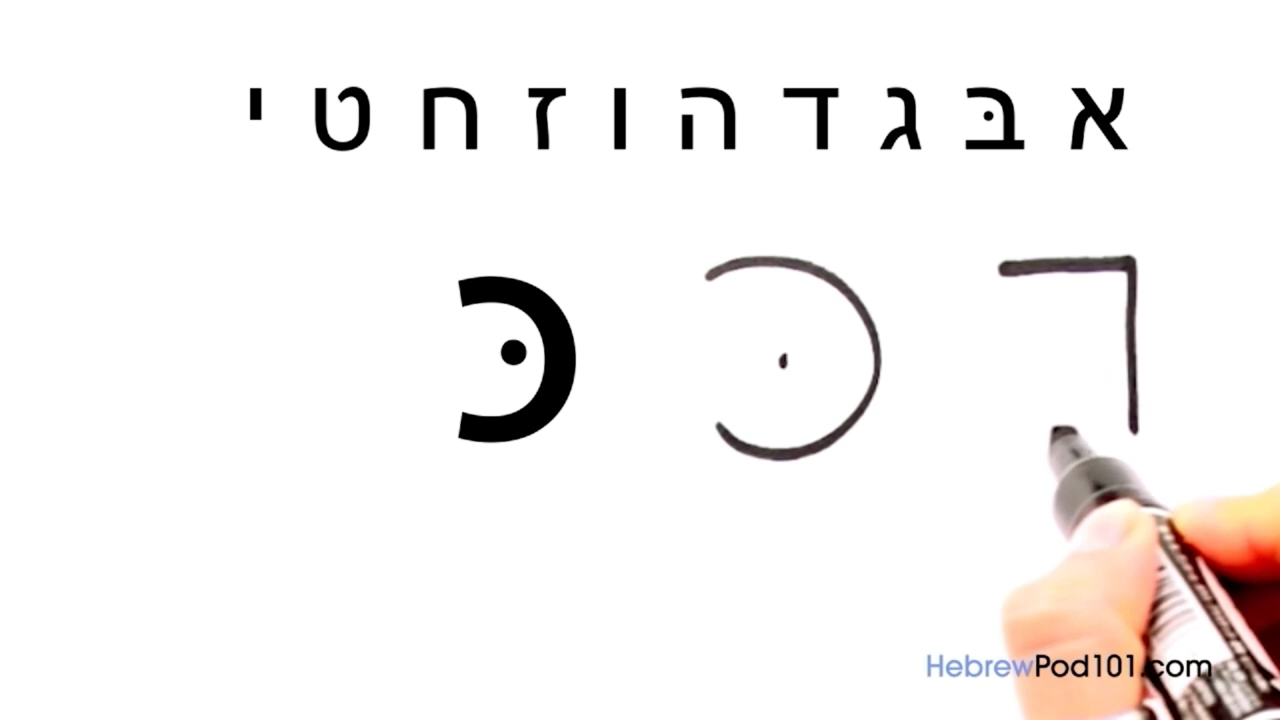 א בּ ג ד ה ו ז ח ט י
כּ כּ
HebrewPod101.com